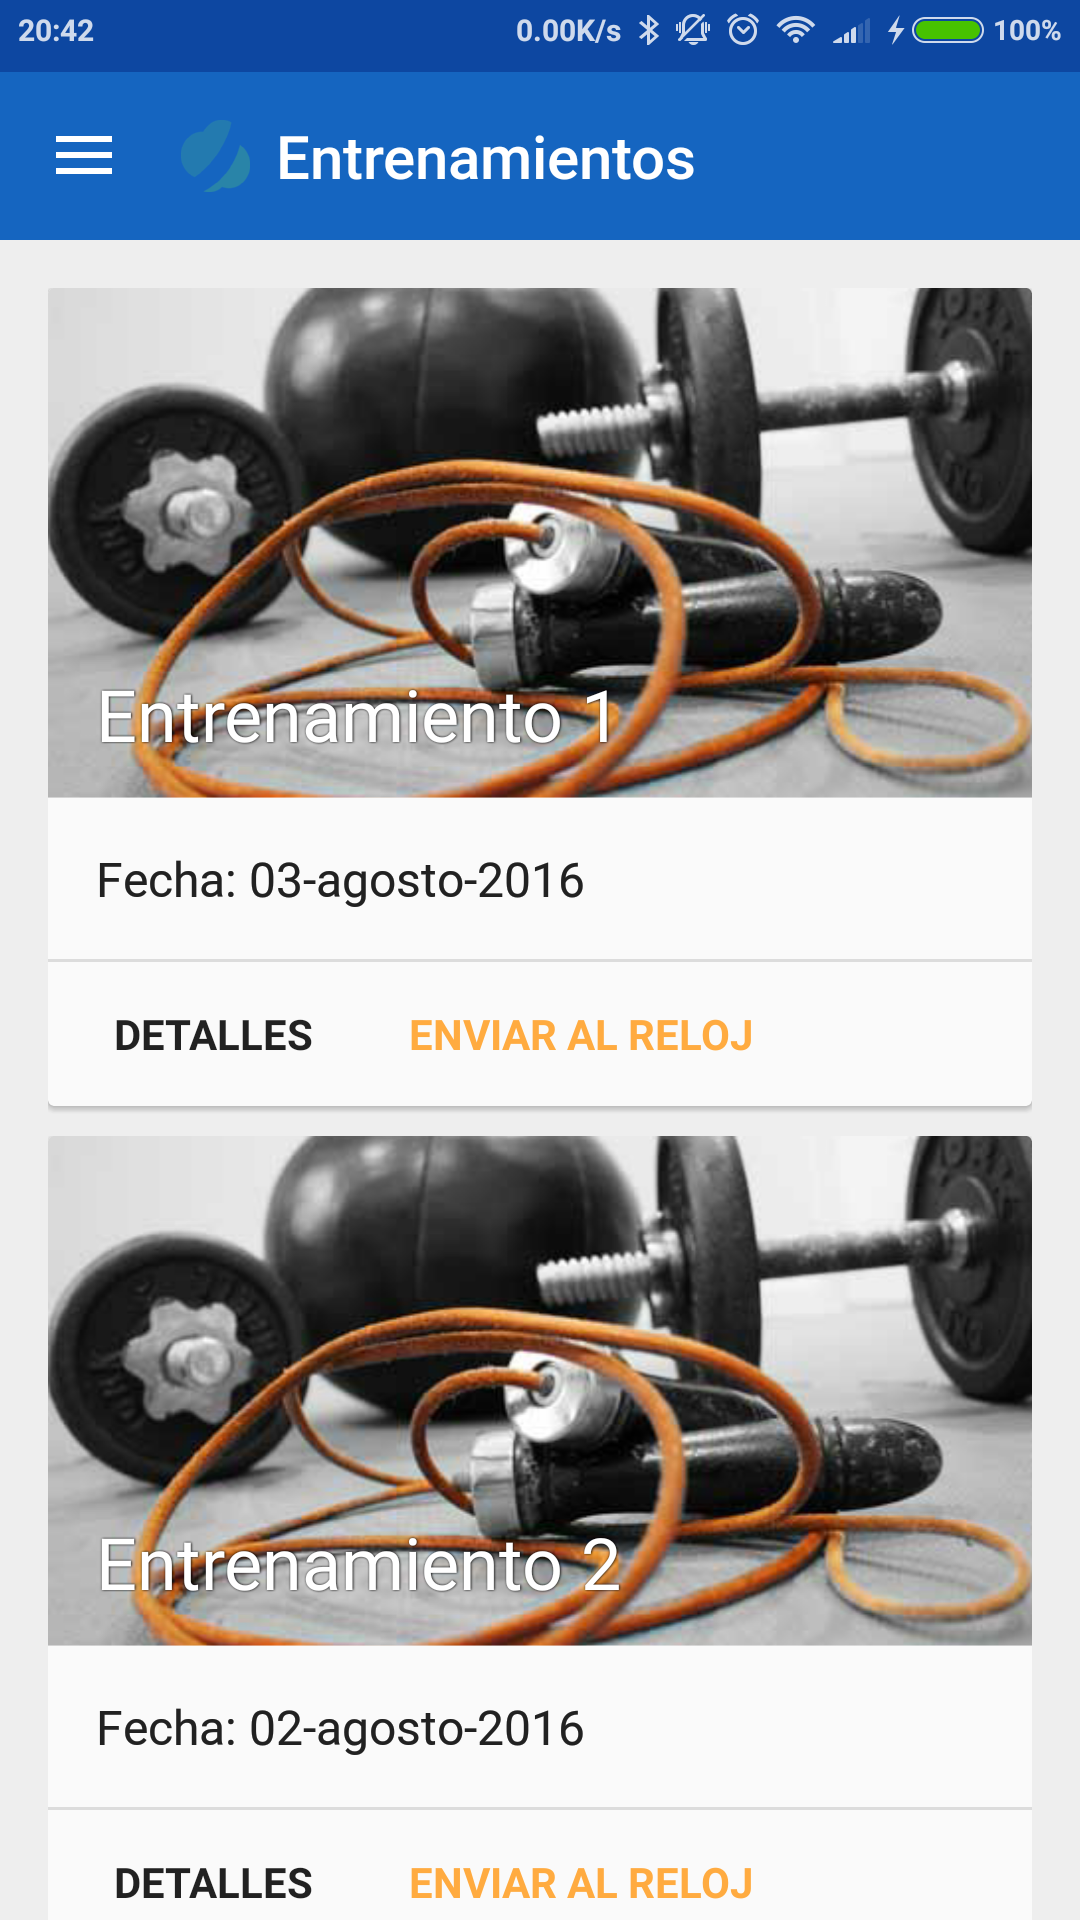 20:42 0.00K/s 100%
Entrenamientos
Entrenamiento 1
Fecha: 03-agosto-2016
DETALLES ENVIAR AL RELOJ
Entrenamiento 2
Fecha: 02-agosto-2016
DETALLES ENVIAR AL RELOJ